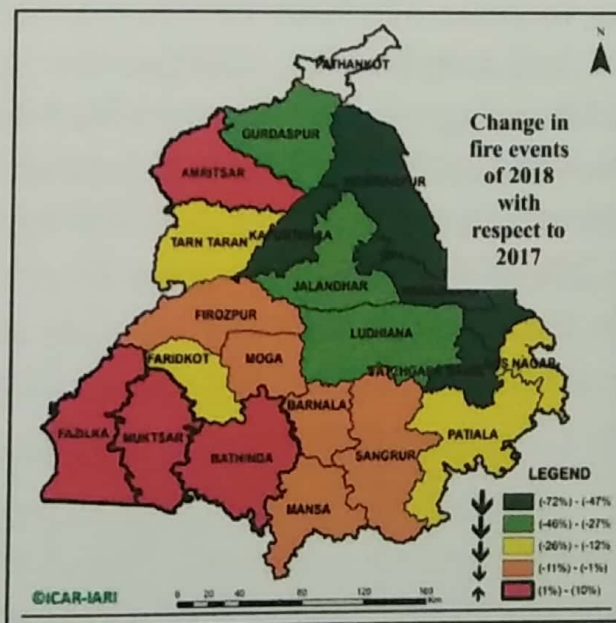 N
PATHANKOT
GURDASPUR
AMRITSAR
Change in
fire events
of 2018
with
respect to
2017
TARN TARAN
JALANDHAR
FIROZPUR
LUDHIANA
FARIDKOT
MOGA
BARNALA
PATIALA
FAZILKA
MUKTSAR
BATHINDA
SANGRUR
MANSA
LEGEND
(-72%) - (-47%
(-46%) - (-27%
(-26%) - (-12%
(-11%) - (-1%)
(1%) - (10%)
©ICAR-IARI
0 20 40 80 120 160
Km